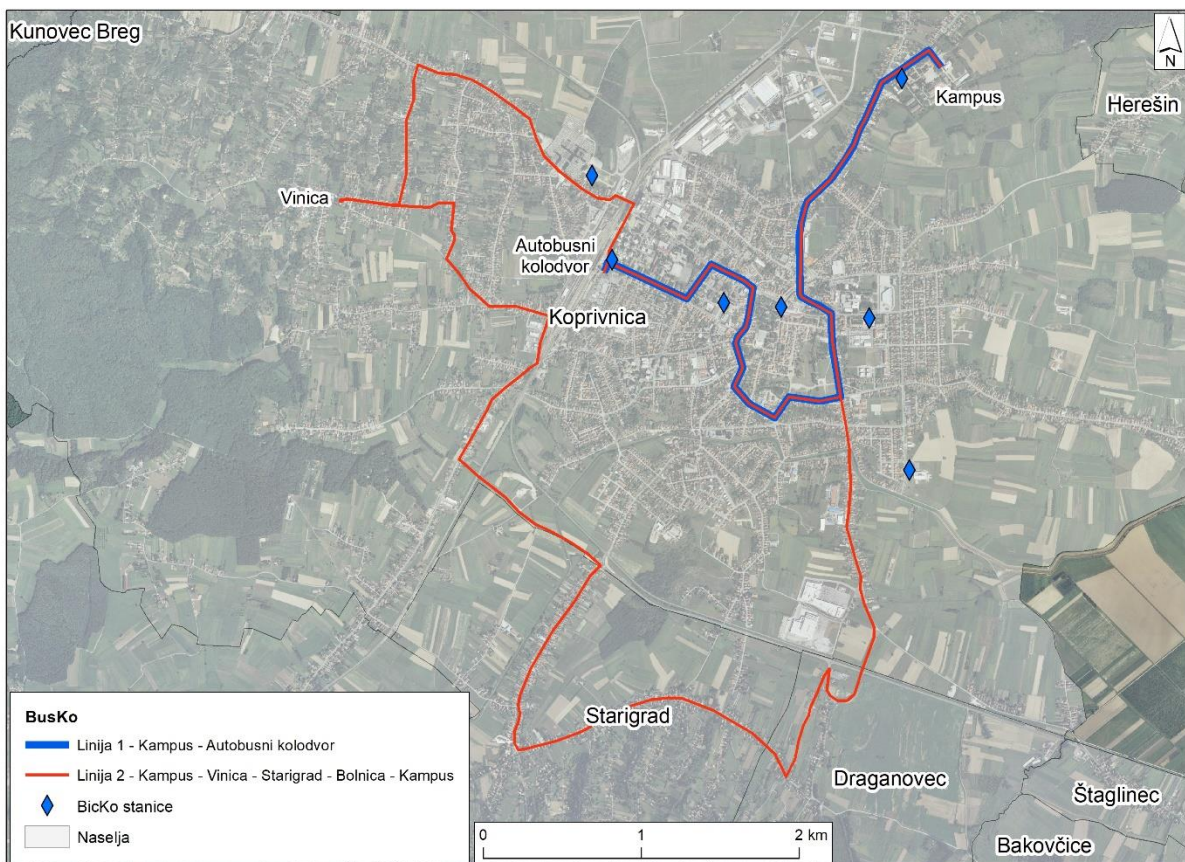 Kunovec Breg
N
Kampus
Herešin
Vinica
Autobusni
kolodvor
Koprivnica
Starigrad
Draganovec
Štaglinec
Bakovčice
BusKo
Linija 1 - Kampus - Autobusni kolodvor
Linija 2 - Kampus - Vinica - Starigrad - Bolnica - Kampus
BicKo stanice
Naselja
0 1 2 km